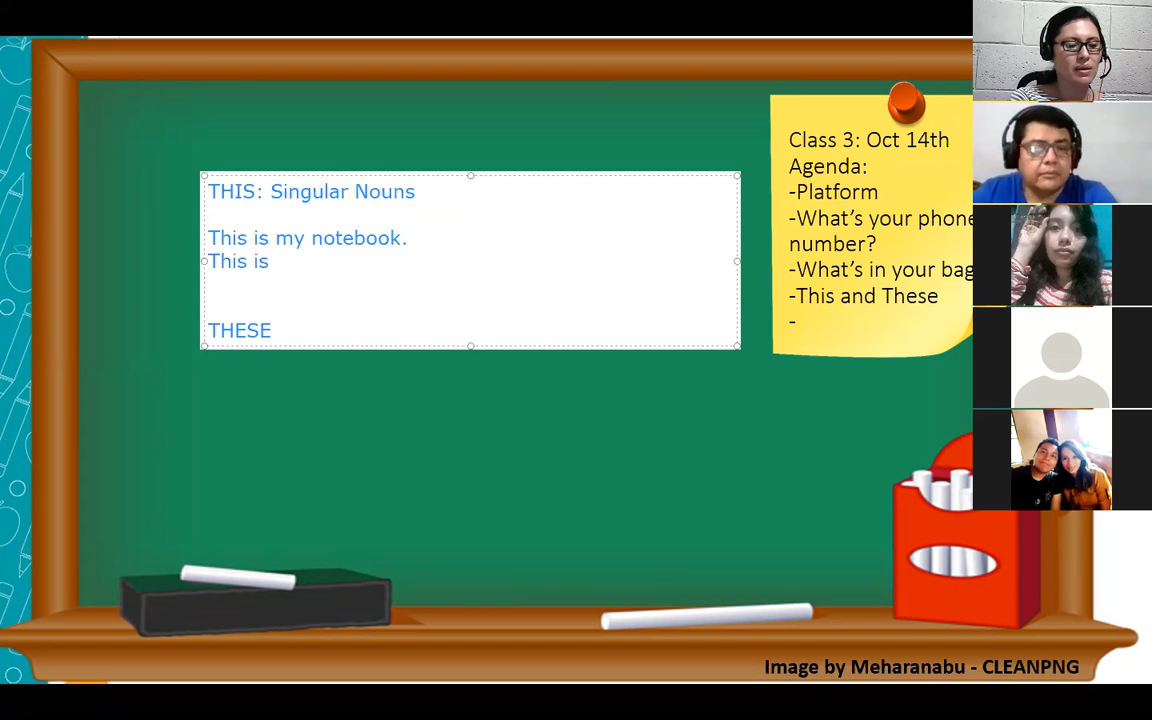 THIS: Singular Nouns
This is my notebook.
This is
THESE
Class 3: Oct 14th
Agenda:
-Platform
-What's your phone
number?
-What's in your bag
-This and These
-
Image by Meharanabu - CLEANPNG